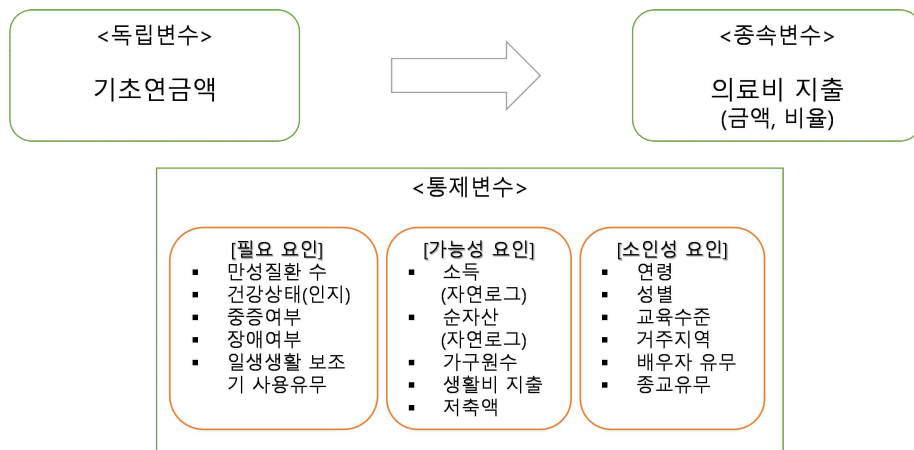 <독립변수>
기초연금액
<종속변수>
의료비 지출
(금액, 비율)
<통제변수>
[필요 요인]
▪ 만성질환 수
▪ 건강상태(인지)
▪ 중증여부
▪ 장애여부
▪ 일생생활 보조
기 사용유무
[가능성 요인]
▪ 소득
(자연로그)
▪ 순자산
(자연로그)
▪ 가구원수
▪ 생활비 지출
▪ 저축액
[소인성 요인]
▪ 연령
▪ 성별
▪ 교육수준
▪ 거주지역
▪ 배우자 유무
▪ 종교유무